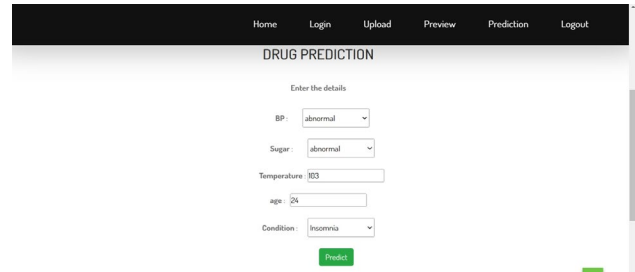 Home Login Upload Preview Prediction Logout
DRUG PREDICTION
Enter the details
BP : abnormal
Sugar : abnormal
Temperature : 103
age : 24
Condition : Insomnia
Predict